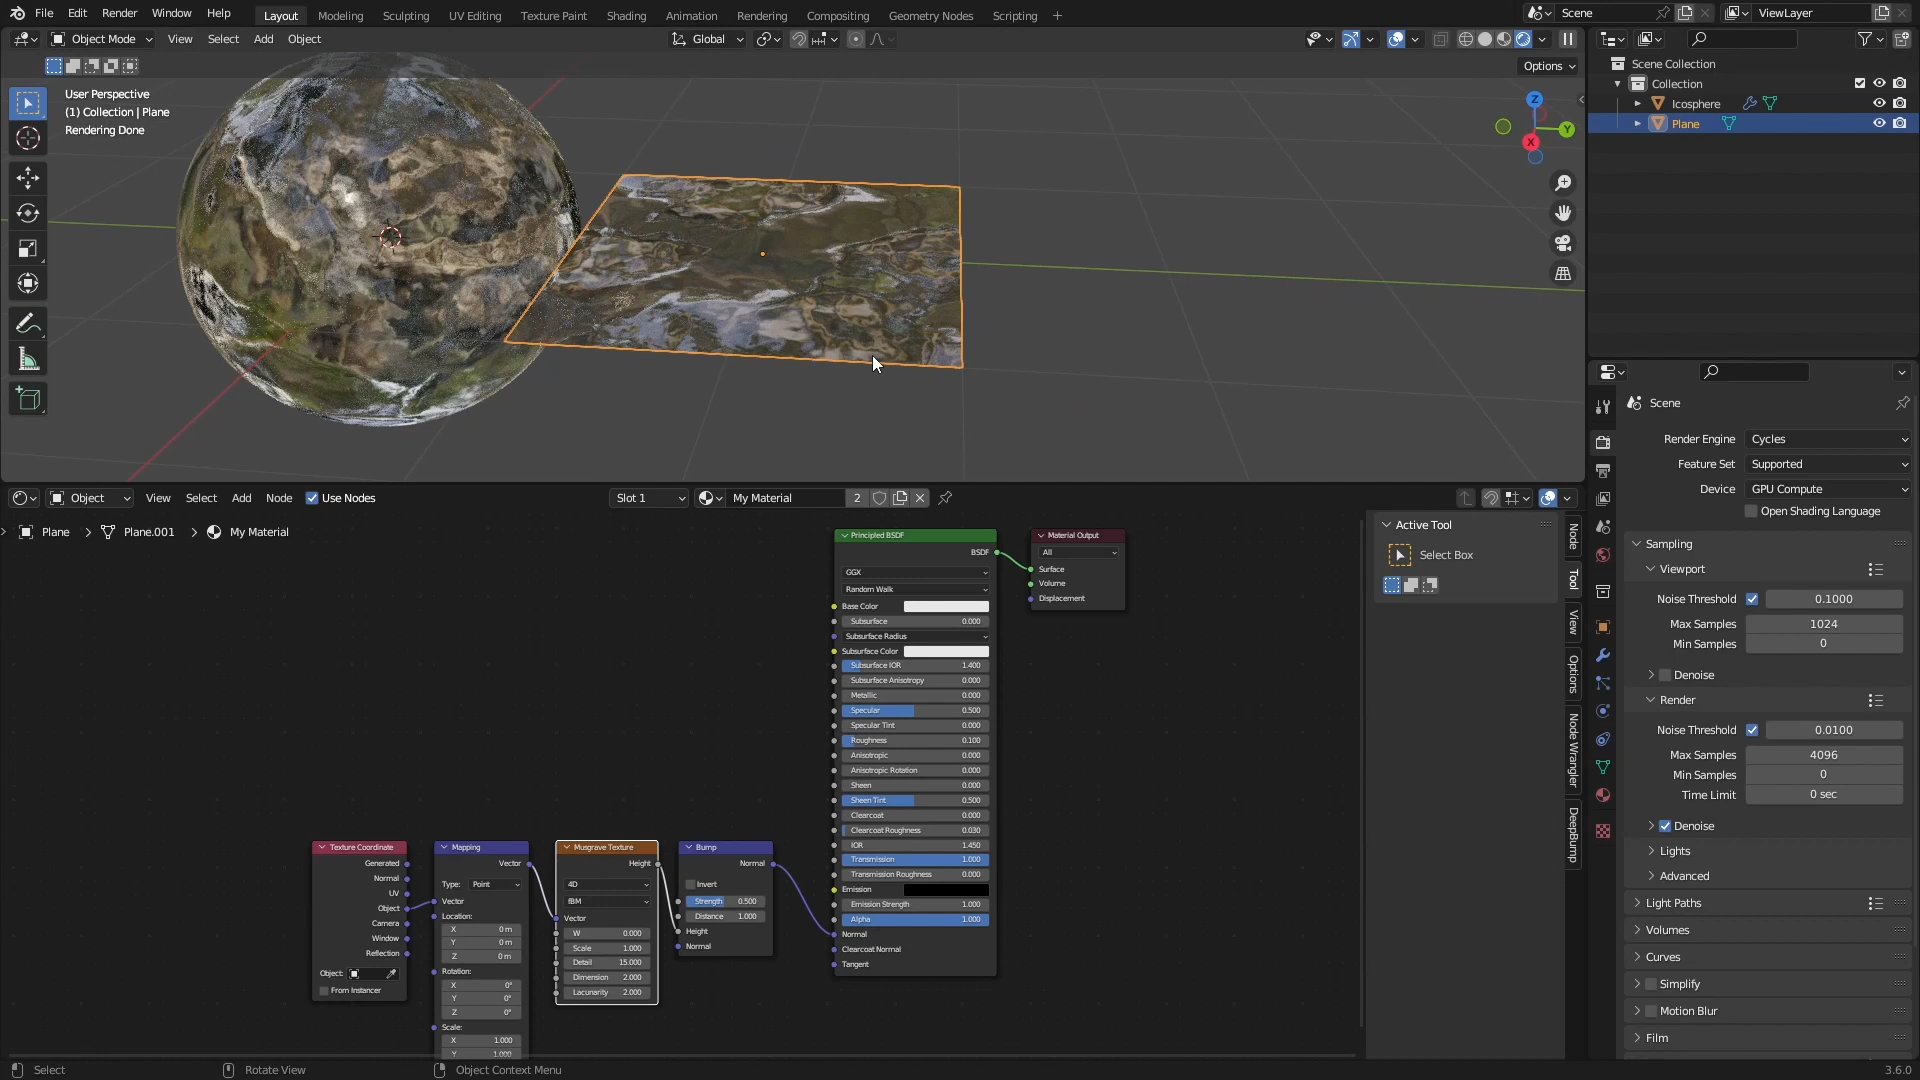 File Edit Render Window Help Layout Modeling Sculpting UV Editing Texture Paint Shading Animation Rendering Compositing Geometry Nodes Scripting + Scene ViewLayer
Object Mode View Select Add Object Global
Options
User Perspective
(1) Collection | Plane
Rendering Done
Z
Y
X
Scene Collection
Collection
Icosphere
Plane
Object View Select Add Node Use Nodes Slot 1 My Material 2
Plane > Plane.001 > My Material
Principled BSDF
BSDF
GGX
Random Walk
Base Color
Subsurface 0.000
Subsurface Radius
Subsurface Color
Subsurface IOR 1.400
Subsurface Anisotropy 0.000
Metallic 0.000
Specular 0.500
Specular Tint 0.000
Roughness 0.100
Anisotropic 0.000
Anisotropic Rotation 0.000
Sheen 0.000
Sheen Tint 0.500
Clearcoat 0.000
Clearcoat Roughness 0.030
IOR 1.450
Transmission 1.000
Transmission Roughness 0.000
Emission
Emission Strength 1.000
Alpha 1.000
Normal
Clearcoat Normal
Tangent
Material Output
All
Surface
Volume
Displacement
Texture Coordinate
Generated
Normal
UV
Object
Camera
Window
Reflection
Object:
From Instancer
Mapping
Vector
Type: Point
Vector
Location:
X 0 m
Y 0 m
Z 0 m
Rotation:
X 0°
Y 0°
Z 0°
Scale:
X 1.000
Y 1.000
Musgrave Texture
Height
4D
fBM
Vector
W 0.000
Scale 1.000
Detail 15.000
Dimension 2.000
Lacunarity 2.000
Bump
Normal
Invert
Strength 0.500
Distance 1.000
Height
Normal
Active Tool
Select Box
Node
Tool
View
Options
Node Wrangler
DeepBump
Scene
Render Engine Cycles
Feature Set Supported
Device GPU Compute
Open Shading Language
Sampling
Viewport
Noise Threshold 0.1000
Max Samples 1024
Min Samples 0
Denoise
Render
Noise Threshold 0.0100
Max Samples 4096
Min Samples 0
Time Limit 0 sec
Denoise
Lights
Advanced
Light Paths
Volumes
Curves
Simplify
Motion Blur
Film
Select Rotate View Object Context Menu 3.6.0